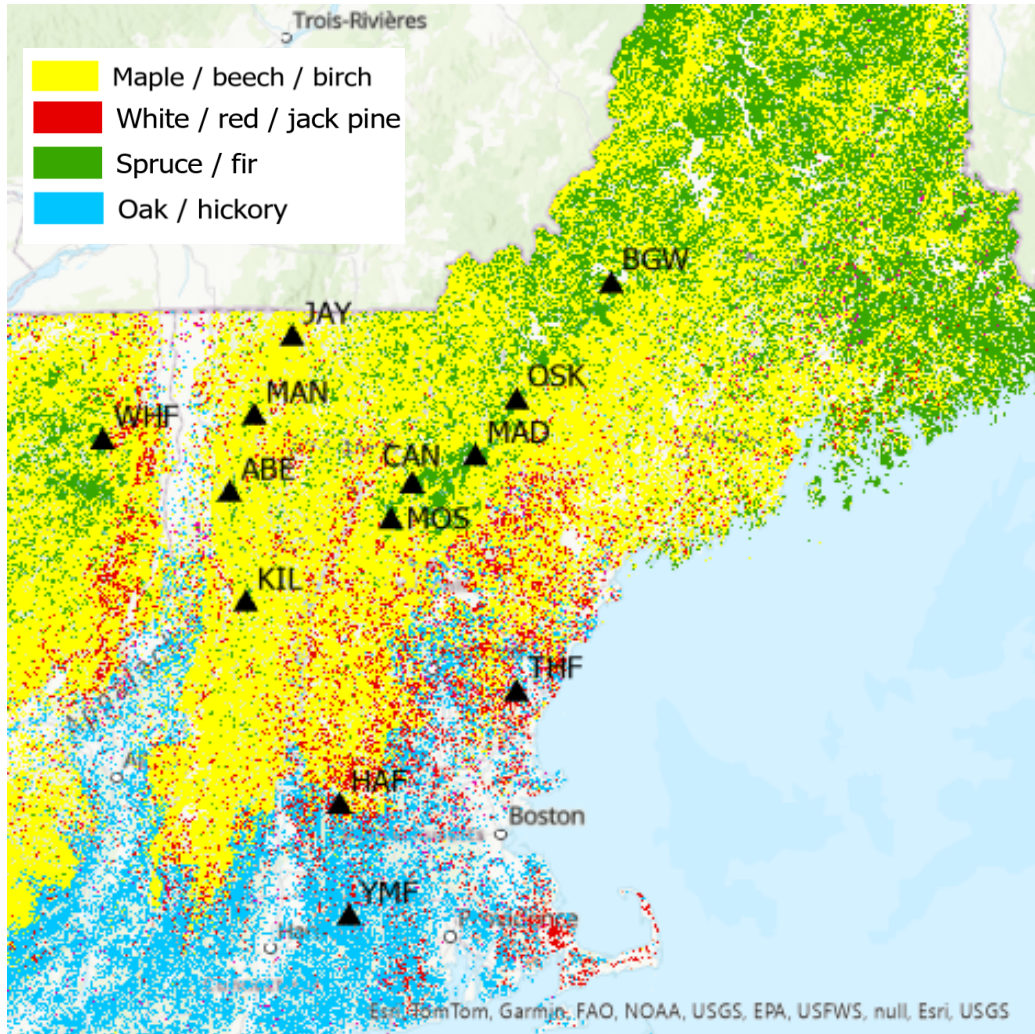 Trois-Rivières
Maple / beech / birch
White / red / jack pine
Spruce / fir
Oak / hickory
BGW
JAY
OSK
MAN
WHF
MAD
CAN
ABE
MOS
KIL
THF
HAF
Boston
YMF
Providence
Esri, TomTom, Garmin, FAO, NOAA, USGS, EPA, USFWS, null, Esri, USGS